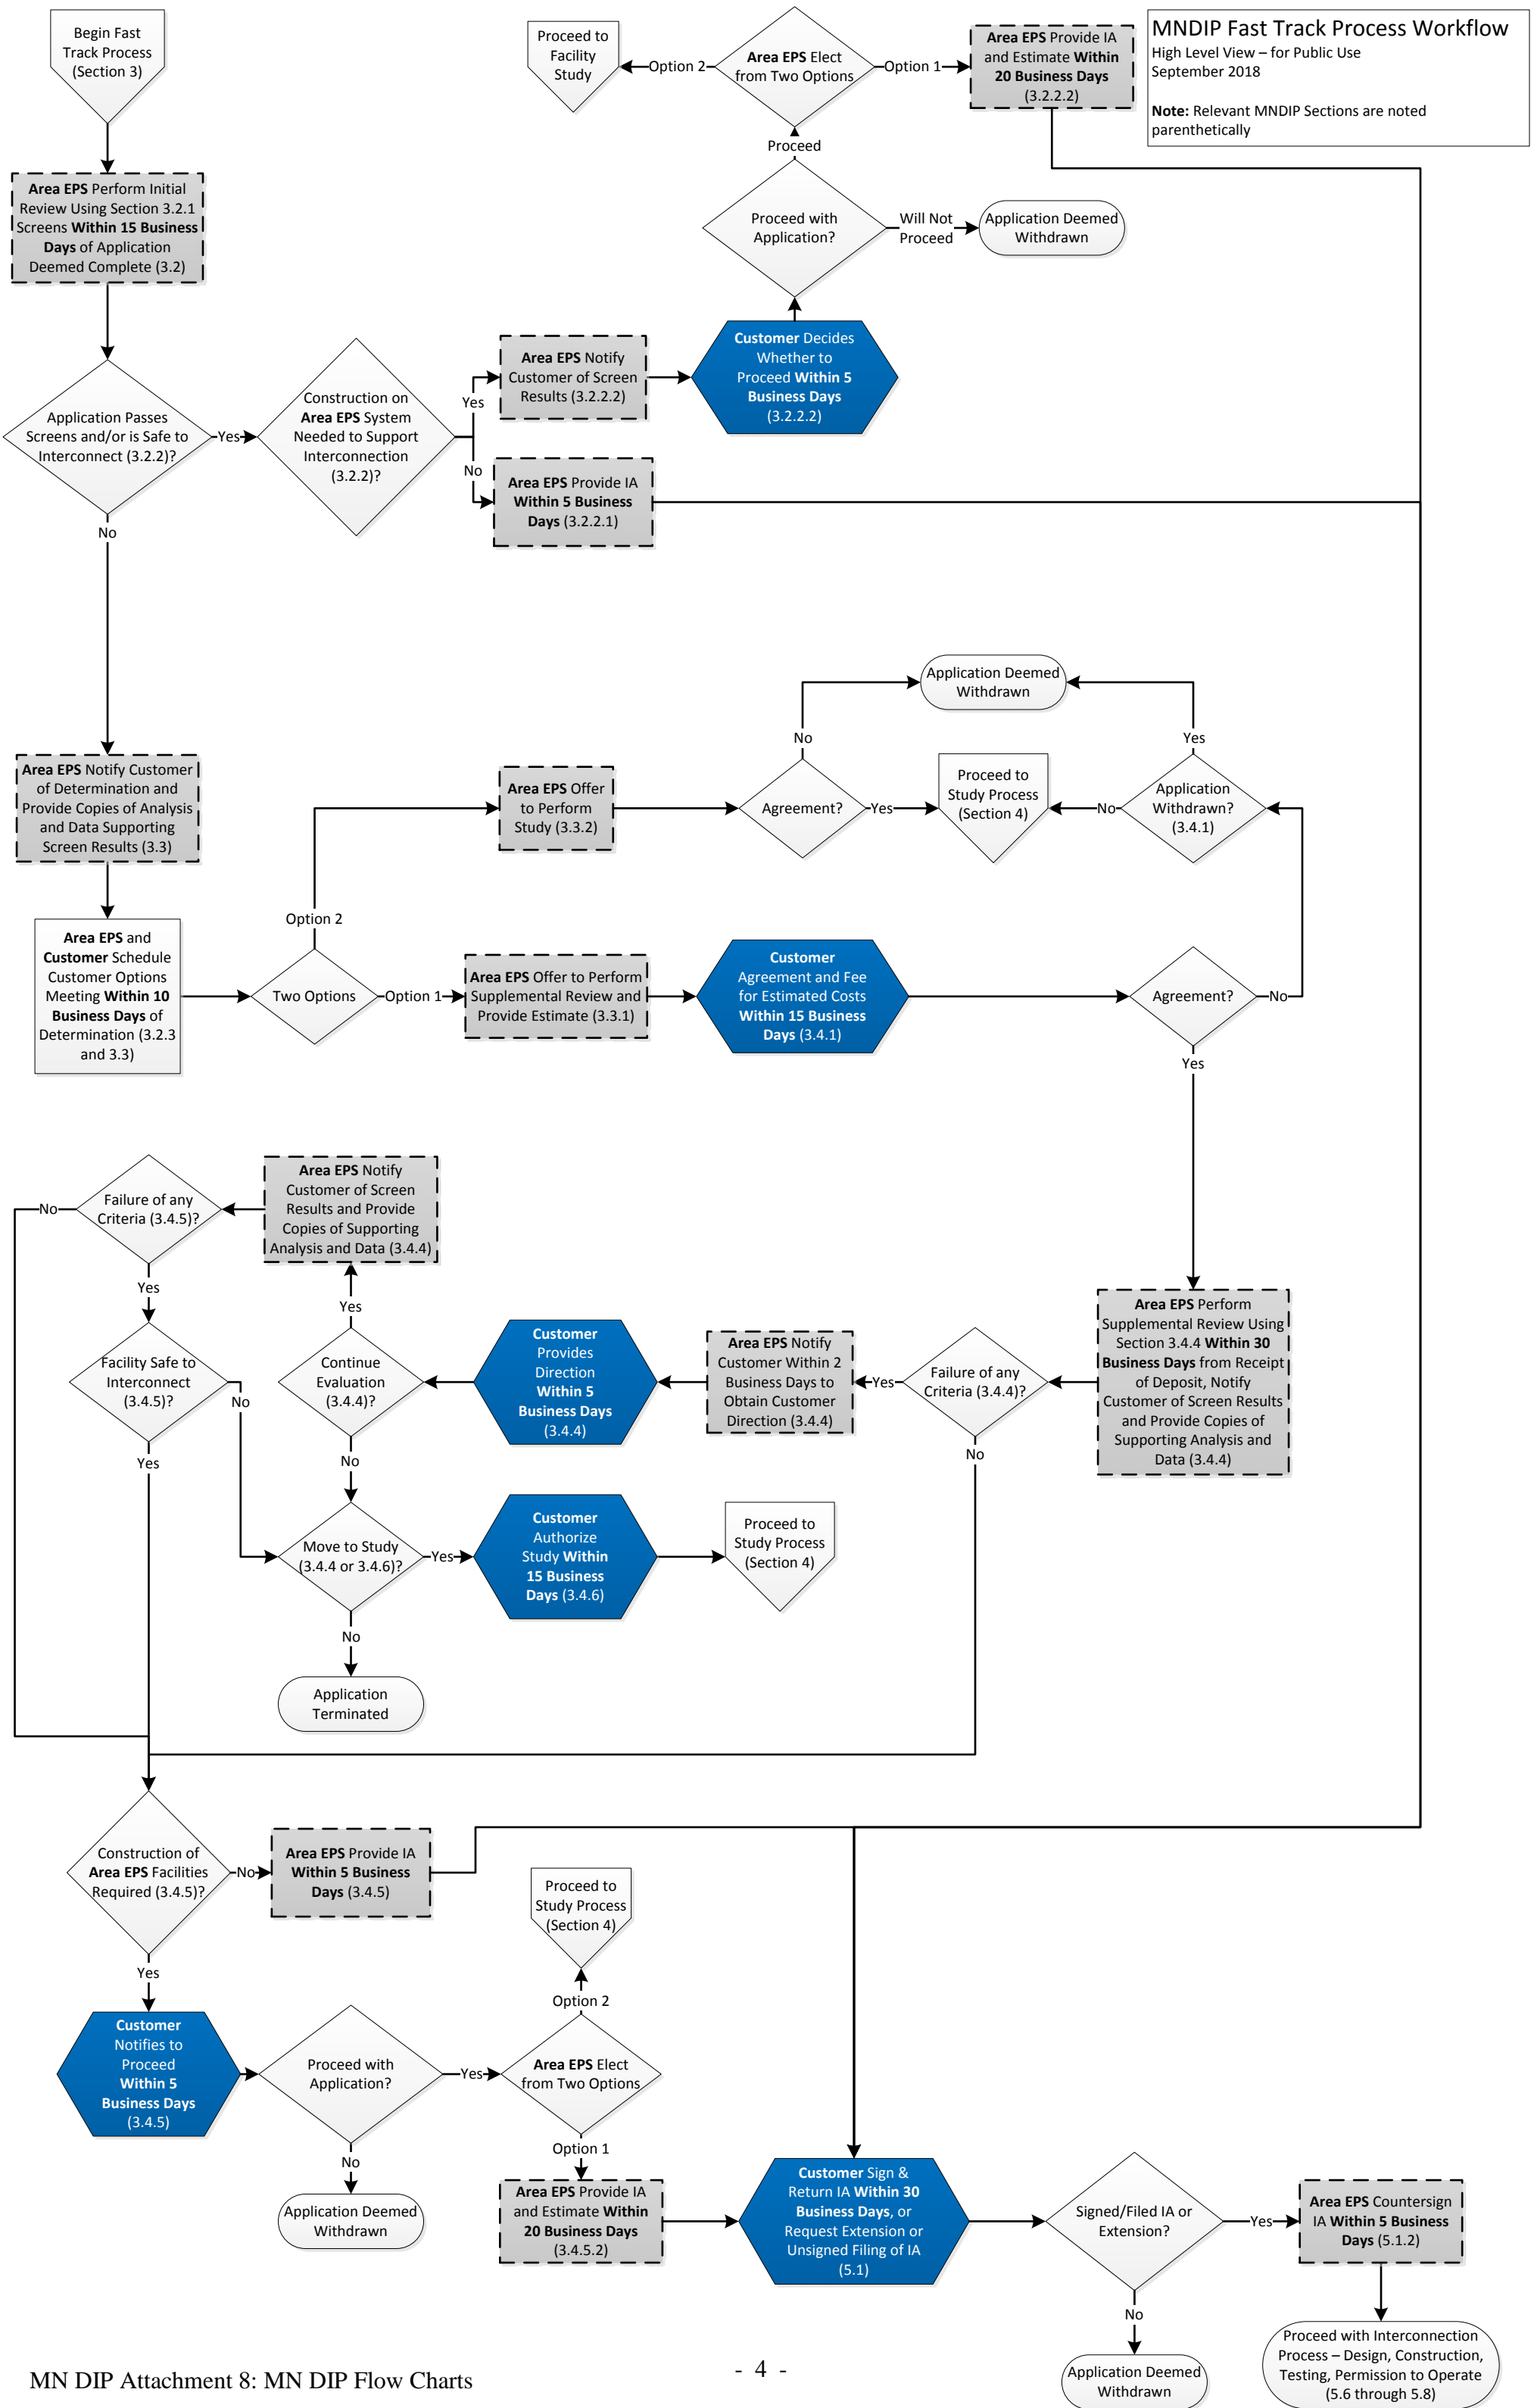 MNDIP Fast Track Process Workflow
High Level View – for Public Use
September 2018
Note: Relevant MNDIP Sections are noted
parenthetically
Begin Fast
Track Process
(Section 3)
Proceed to
Facility
Study
Option 2
Area EPS Elect
from Two Options
Option 1
Area EPS Provide IA
and Estimate Within
20 Business Days
(3.2.2.2)
Proceed
Area EPS Perform Initial
Review Using Section 3.2.1
Screens Within 15 Business
Days of Application
Deemed Complete (3.2)
Proceed with
Application?
Will Not
Proceed
Application Deemed
Withdrawn
Application Passes
Screens and/or is Safe to
Interconnect (3.2.2)?
Yes
Construction on
Area EPS System
Needed to Support
Interconnection
(3.2.2)?
Yes
No
Area EPS Notify
Customer of Screen
Results (3.2.2.2)
Customer Decides
Whether to
Proceed Within 5
Business Days
(3.2.2.2)
Area EPS Provide IA
Within 5 Business
Days (3.2.2.1)
No
Application Deemed
Withdrawn
No
Yes
Area EPS Notify Customer
of Determination and
Provide Copies of Analysis
and Data Supporting
Screen Results (3.3)
Area EPS Offer
to Perform
Study (3.3.2)
Agreement?
Yes
Proceed to
Study Process
(Section 4)
No
Application
Withdrawn?
(3.4.1)
Option 2
Area EPS and
Customer Schedule
Customer Options
Meeting Within 10
Business Days of
Determination (3.2.3
and 3.3)
Two Options
Option 1
Area EPS Offer to Perform
Supplemental Review and
Provide Estimate (3.3.1)
Customer
Agreement and Fee
for Estimated Costs
Within 15 Business
Days (3.4.1)
Agreement?
No
Yes
No
Failure of any
Criteria (3.4.5)?
Area EPS Notify
Customer of Screen
Results and Provide
Copies of Supporting
Analysis and Data (3.4.4)
Yes
Yes
Facility Safe to
Interconnect
(3.4.5)?
No
Yes
Continue
Evaluation
(3.4.4)?
No
Customer
Provides
Direction
Within 5
Business Days
(3.4.4)
Area EPS Notify
Customer Within 2
Business Days to
Obtain Customer
Direction (3.4.4)
Yes
Failure of any
Criteria (3.4.4)?
No
Area EPS Perform
Supplemental Review Using
Section 3.4.4 Within 30
Business Days from Receipt
of Deposit, Notify
Customer of Screen Results
and Provide Copies of
Supporting Analysis and
Data (3.4.4)
Move to Study
(3.4.4 or 3.4.6)?
Yes
Customer
Authorize
Study Within
15 Business
Days (3.4.6)
Proceed to
Study Process
(Section 4)
No
Application
Terminated
Construction of
Area EPS Facilities
Required (3.4.5)?
No
Area EPS Provide IA
Within 5 Business
Days (3.4.5)
Proceed to
Study Process
(Section 4)
Yes
Option 2
Customer
Notifies to
Proceed
Within 5
Business Days
(3.4.5)
Proceed with
Application?
Yes
Area EPS Elect
from Two Options
No
Option 1
Application Deemed
Withdrawn
Area EPS Provide IA
and Estimate Within
20 Business Days
(3.4.5.2)
Customer Sign &
Return IA Within 30
Business Days, or
Request Extension or
Unsigned Filing of IA
(5.1)
Signed/Filed IA or
Extension?
Yes
Area EPS Countersign
IA Within 5 Business
Days (5.1.2)
No
Application Deemed
Withdrawn
Proceed with Interconnection
Process – Design, Construction,
Testing, Permission to Operate
(5.6 through 5.8)
MN DIP Attachment 8: MN DIP Flow Charts
- 4 -